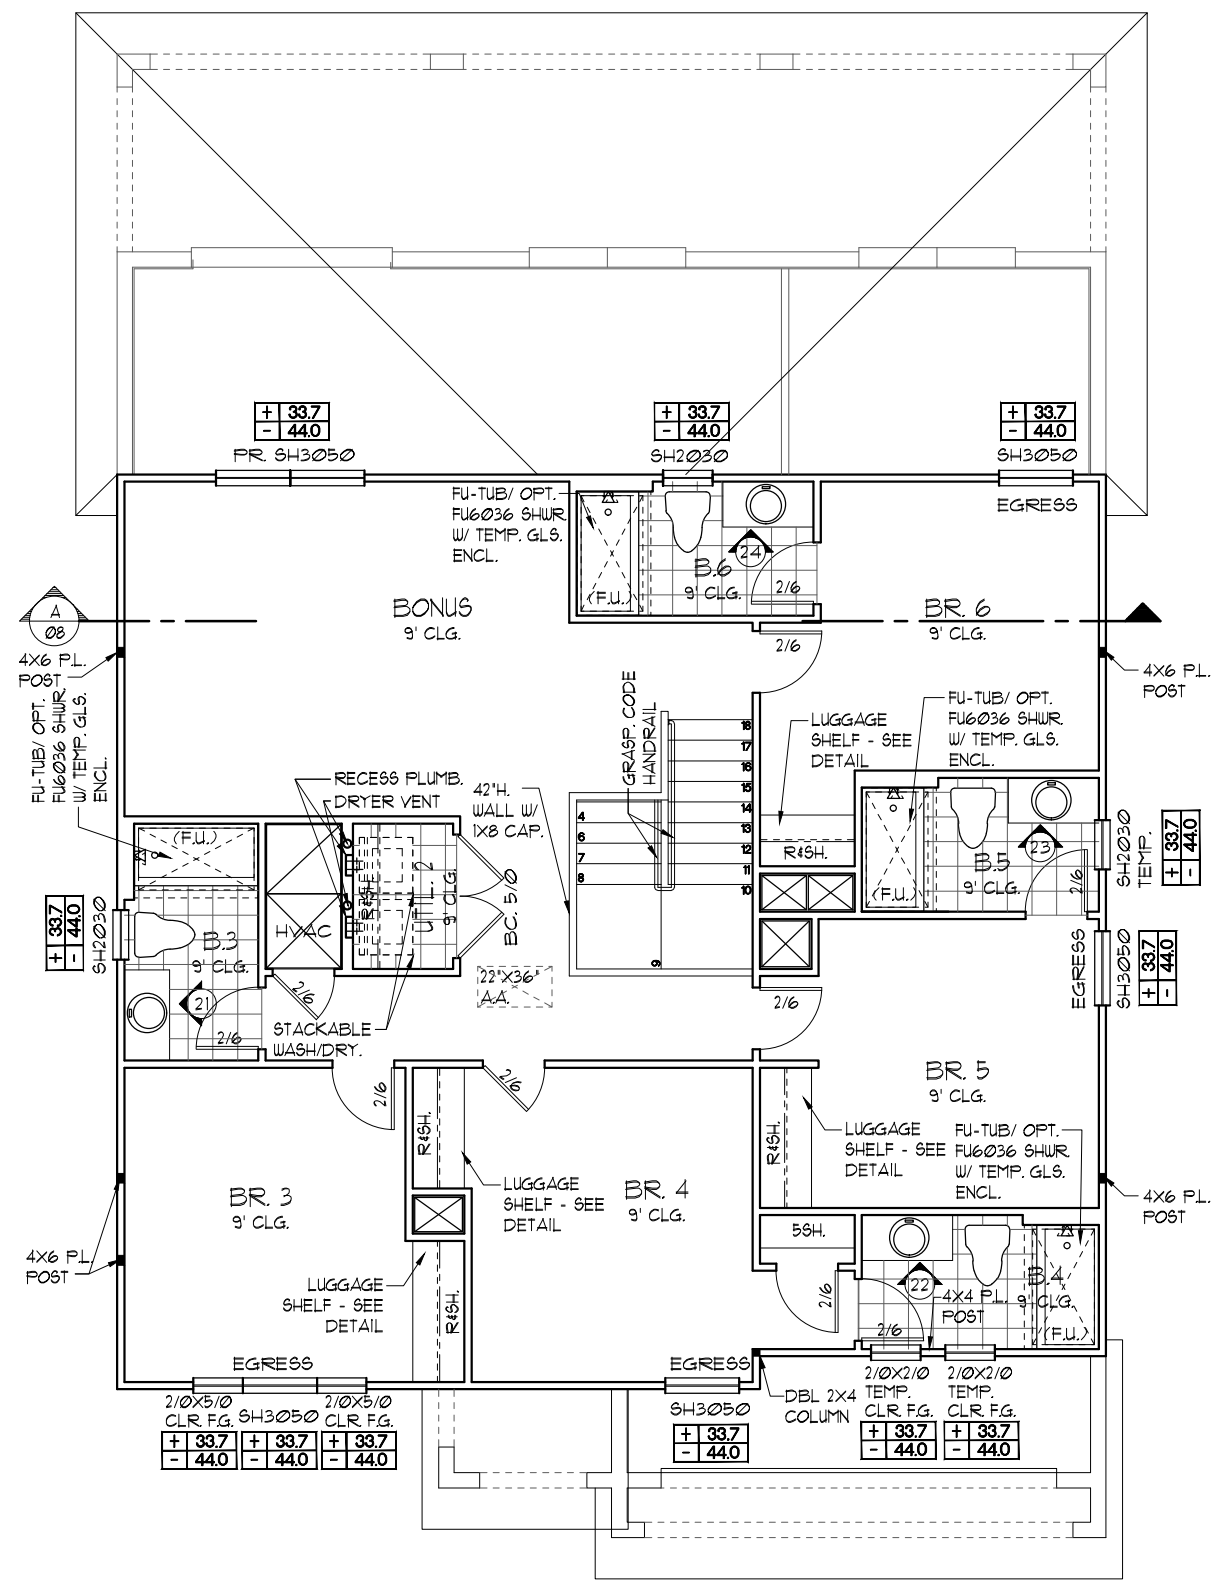 + 33.7
- 44.0
PR. SH3050
+ 33.7
- 44.0
SH2030
+ 33.7
- 44.0
SH3050
EGRESS
FU-TUB/ OPT.
FU6036 SHWR.
W/ TEMP. GLS.
ENCL.
(F.U.)
24
B.6
9' CLG.
2/6
BONUS
9' CLG.
BR. 6
9' CLG.
A
08
2/6
4X6 P.L.
POST
4X6 P.L.
POST
FU-TUB/ OPT.
FU6036 SHWR.
W/ TEMP. GLS.
ENCL.
GRASP. CODE
HANDRAIL
LUGGAGE
SHELF - SEE
DETAIL
FU-TUB/ OPT.
FU6036 SHWR.
W/ TEMP. GLS.
ENCL.
18
17
16
15
14
13
12
11
10
4
6
7
8
9
RECESS PLUMB.
DRYER VENT
42"H.
WALL W/
1X8 CAP.
R&SH.
(F.U.)
23
B.5
9' CLG.
2/6
SH2030
TEMP.
+ 33.7
- 44.0
(F.U.)
+ 33.7
- 44.0
SH2030
B.3
9' CLG.
HVAC
R&SH.
UTIL. 2
9' CLG.
BC. 5/0
21
2/6
2/6
22"X36"
A.A.
STACKABLE
WASH/DRY.
2/6
EGRESS
SH3050
+ 33.7
- 44.0
BR. 5
9' CLG.
2/6
2/6
R&SH.
R&SH.
LUGGAGE
SHELF - SEE
DETAIL
FU-TUB/ OPT.
FU6036 SHWR.
W/ TEMP. GLS.
ENCL.
BR. 3
9' CLG.
LUGGAGE
SHELF - SEE
DETAIL
BR. 4
9' CLG.
4X6 P.L.
POST
5SH.
4X6 P.L.
POST
LUGGAGE
SHELF - SEE
DETAIL
R&SH.
2/6
22
2/6
4X4 P.L.
POST
B.4
9' CLG.
(F.U.)
EGRESS
EGRESS
2/0X5/0
CLR. F.G.
SH3050
2/0X5/0
CLR. F.G.
+ 33.7
- 44.0
+ 33.7
- 44.0
+ 33.7
- 44.0
SH3050
+ 33.7
- 44.0
DBL 2X4
COLUMN
2/0X2/0
TEMP.
CLR. F.G.
+ 33.7
- 44.0
2/0X2/0
TEMP.
CLR. F.G.
+ 33.7
- 44.0